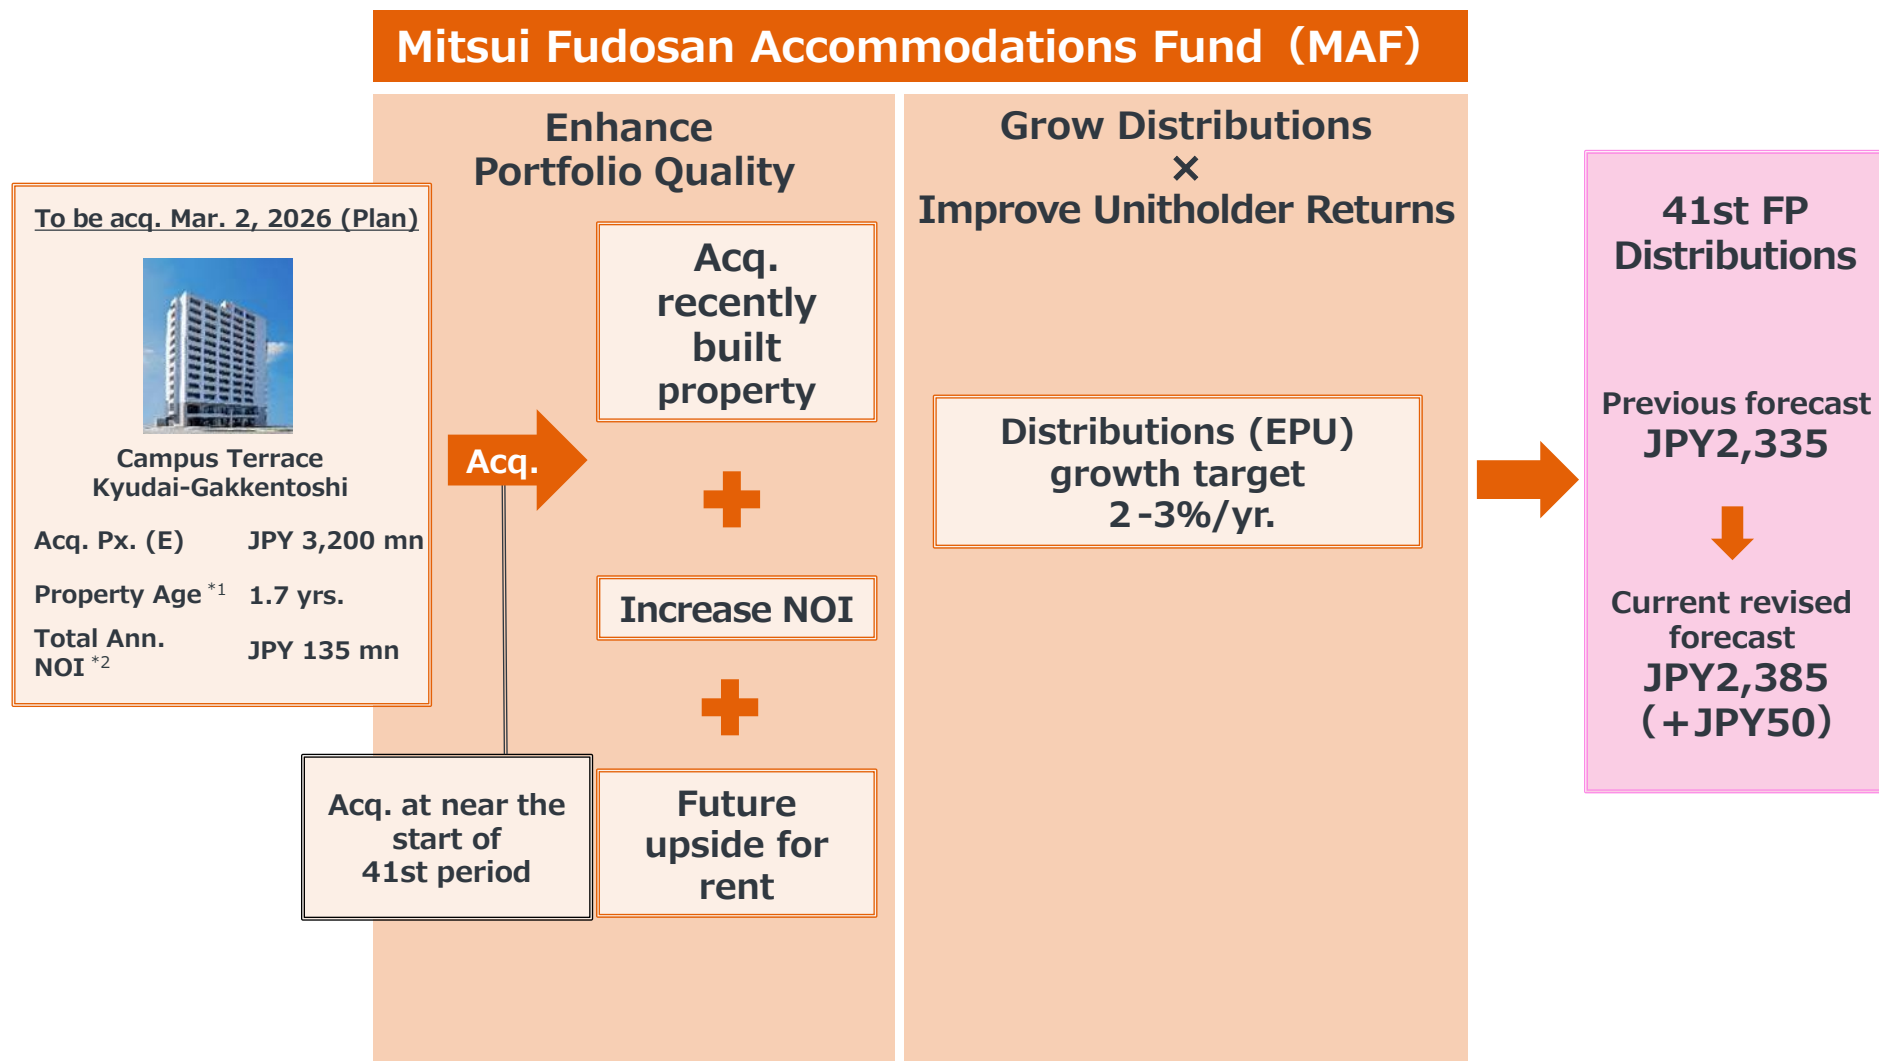 Mitsui Fudosan Accommodations Fund（MAF）
Enhance
Portfolio Quality
Grow Distributions
×
Improve Unitholder Returns
To be acq. Mar. 2, 2026 (Plan)
Campus Terrace
Kyudai-Gakkentoshi
Acq. Px. (E) JPY 3,200 mn
Property Age *1 1.7 yrs.
Total Ann.
NOI *2 JPY 135 mn
Acq.
Acq. at near the
start of
41st period
Acq.
recently
built
property
Increase NOI
Future
upside for
rent
Distributions (EPU)
growth target
2-3%/yr.
41st FP
Distributions
Previous forecast
JPY2,335
Current revised
forecast
JPY2,385
（+JPY50）